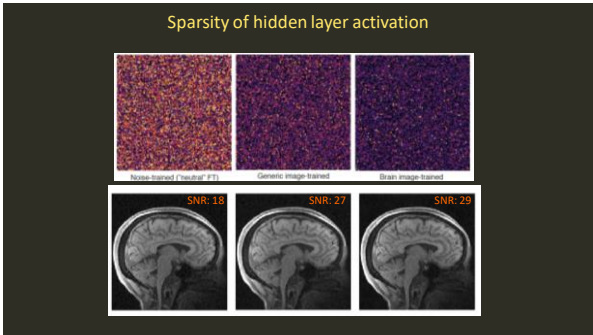 Sparsity of hidden layer activation
Noise-trained ("neutral" FT) Generic image-trained Brain image-trained
SNR: 18 SNR: 27 SNR: 29